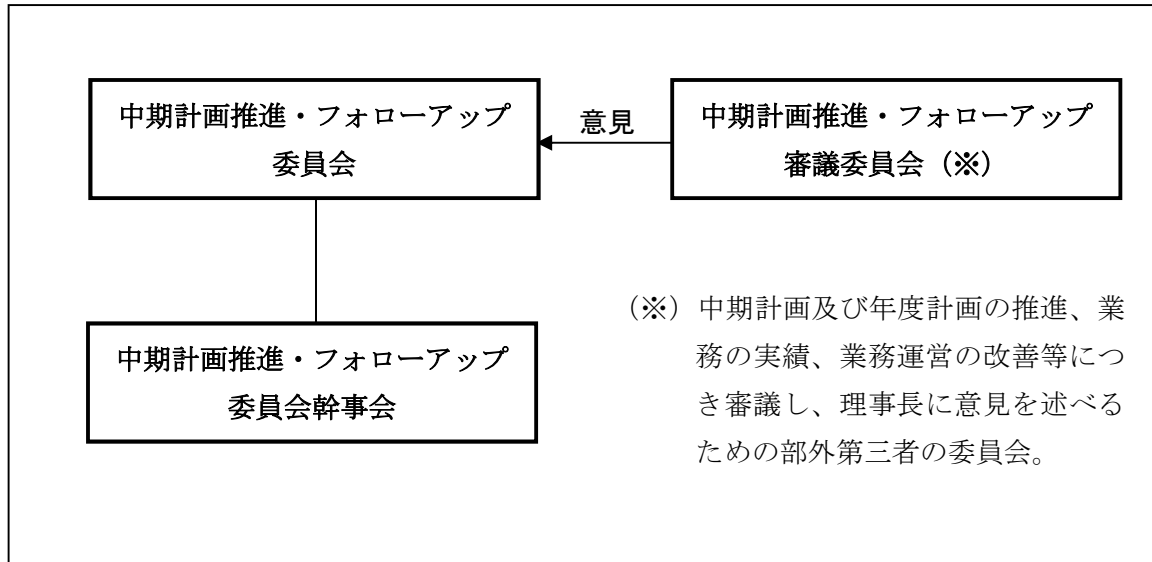 中期計画推進・フォローアップ
委員会
意見
中期計画推進・フォローアップ
審議委員会（※）
中期計画推進・フォローアップ
委員会幹事会
（※）中期計画及び年度計画の推進、業
務の実績、業務運営の改善等につ
き審議し、理事長に意見を述べる
ための部外第三者の委員会。